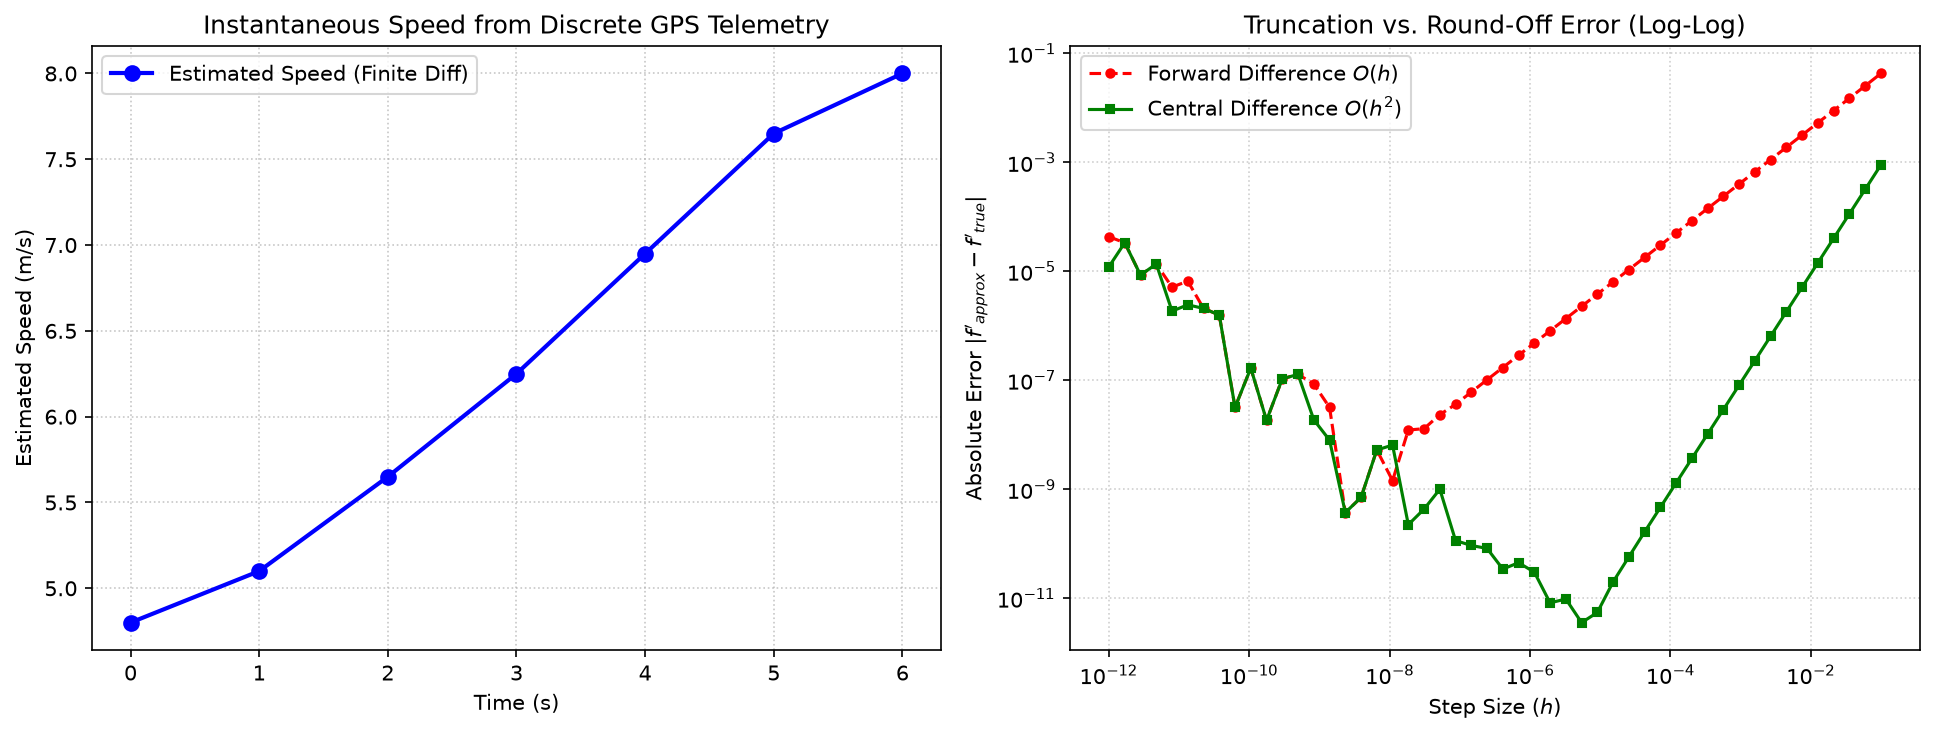 Instantaneous Speed from Discrete GPS Telemetry
Estimated Speed (Finite Diff)
Estimated Speed (m/s)
8.0
7.5
7.0
6.5
6.0
5.5
5.0
0 1 2 3 4 5 6
Time (s)
Truncation vs. Round-Off Error (Log-Log)
Forward Difference O(h)
Central Difference O(h²)
Absolute Error |f'approx − f'true|
10⁻¹
10⁻³
10⁻⁵
10⁻⁷
10⁻⁹
10⁻¹¹
10⁻¹² 10⁻¹⁰ 10⁻⁸ 10⁻⁶ 10⁻⁴ 10⁻²
Step Size (h)